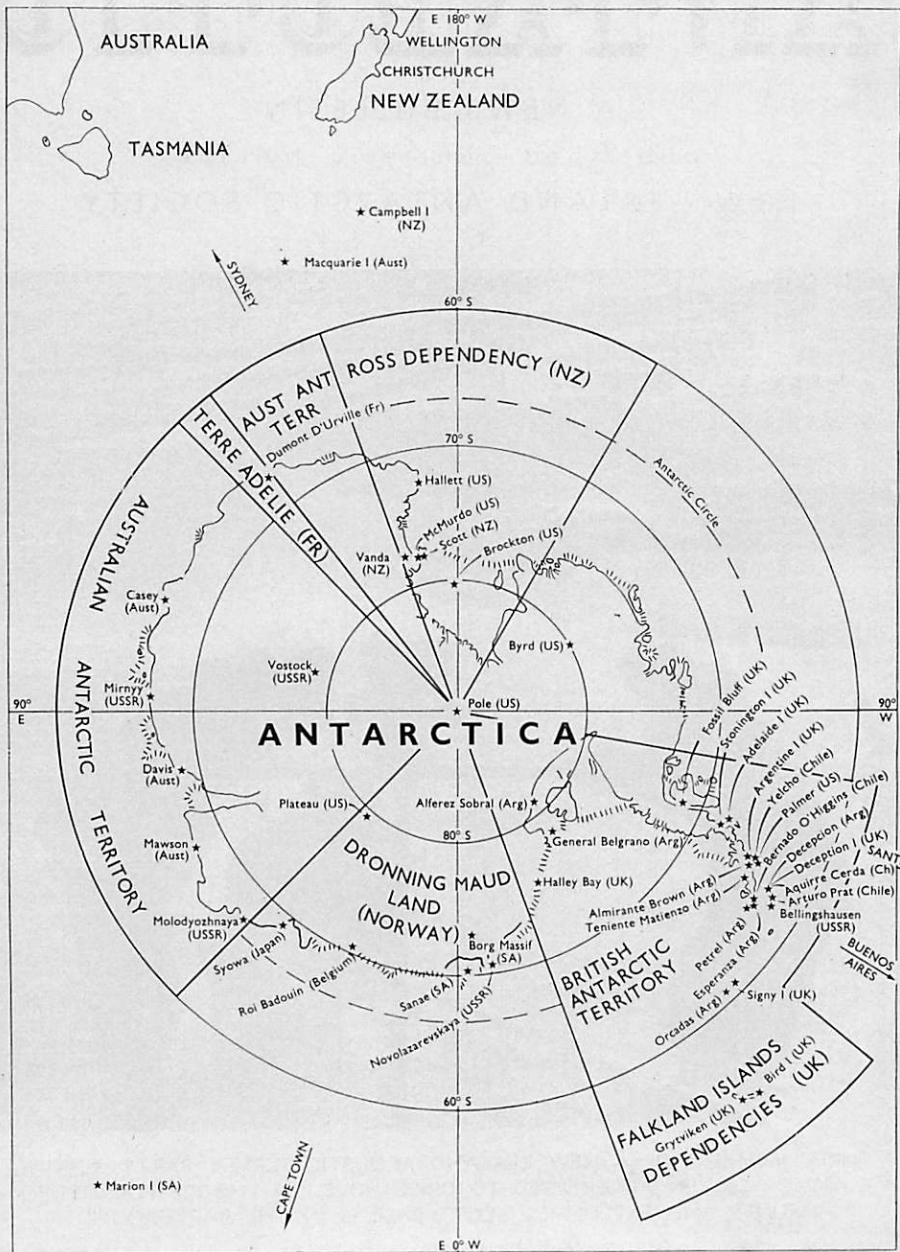 E 180° W
AUSTRALIA
WELLINGTON
CHRISTCHURCH
NEW ZEALAND
TASMANIA
Campbell I
(NZ)
Macquarie I (Aust)
SYDNEY
60° S
ROSS DEPENDENCY (NZ)
AUST ANT
TERR
TERRE ADELIE (FR)
Dumont D'Urville (Fr)
70° S
Antarctic Circle
Hallett (US)
McMurdo (US)
Scott (NZ)
Vanda
(NZ)
Brockton (US)
AUSTRALIAN
ANTARCTIC
TERRITORY
Casey
(Aust)
Byrd (US)
Vostock
(USSR)
Mirnyy
(USSR)
Pole (US)
90°
E
90°
W
ANTARCTICA
Fossil Bluff (UK)
Stonington I (UK)
Adelaide I (UK)
Argentine I (UK)
Yelcho (Chile)
Palmer (US)
Bernado O'Higgins (Chile)
Decepcion (Arg)
Deception I (UK)
Aquirre Cerda (Ch)
Arturo Prat (Chile)
Bellingshausen
(USSR)
SANT
Davis
(Aust)
Plateau (US)
Alferez Sobral (Arg)
80° S
General Belgrano (Arg)
Mawson
(Aust)
DRONNING MAUD
LAND
(NORWAY)
Halley Bay (UK)
Almirante Brown (Arg)
Teniente Matienzo (Arg)
Molodyozhnaya
(USSR)
Syowa (Japan)
Roi Badouin (Belgium)
Borg Massif
(SA)
Sanae (SA)
Novolazarevskaya (USSR)
BRITISH
ANTARCTIC
TERRITORY
Petrel (Arg)
Esperanza (Arg)
Orcadas (Arg)
Signy I (UK)
BUENOS
AIRES
60° S
FALKLAND ISLANDS
DEPENDENCIES (UK)
Grytviken (UK)
Bird I (UK)
Marion I (SA)
CAPE TOWN
E 0° W